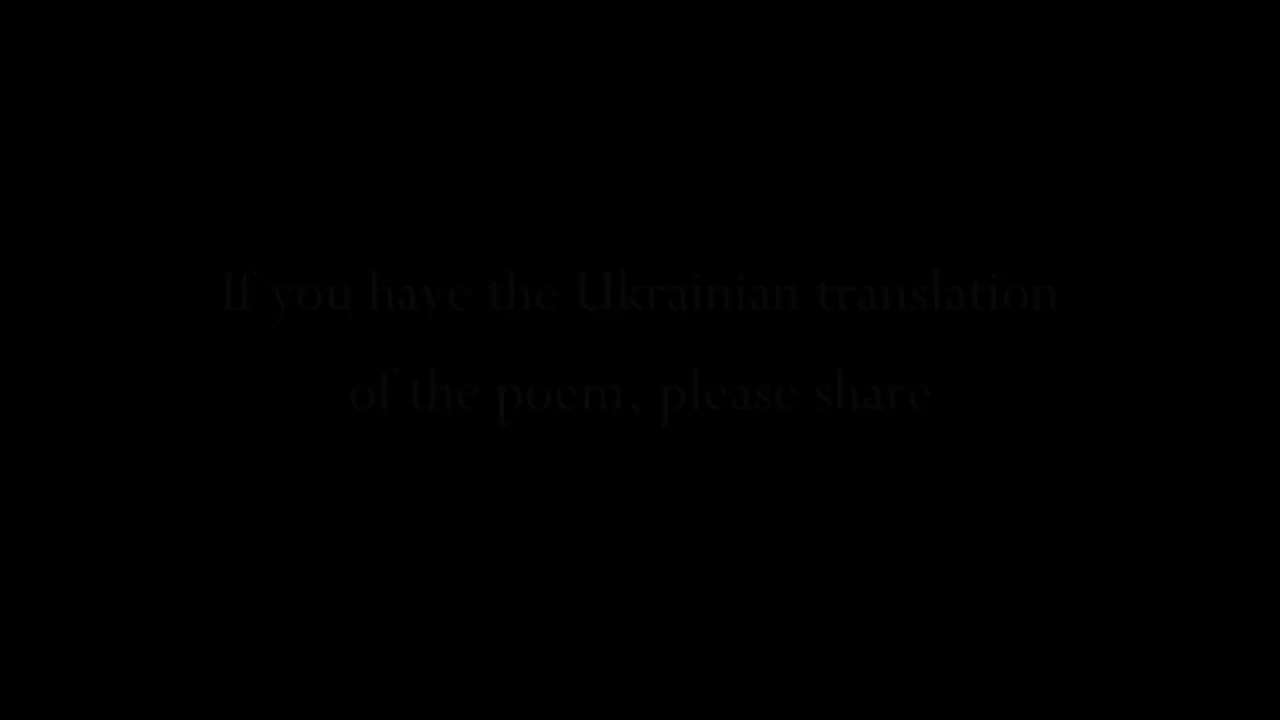 If you have the Ukrainian translation
of the poem, please share